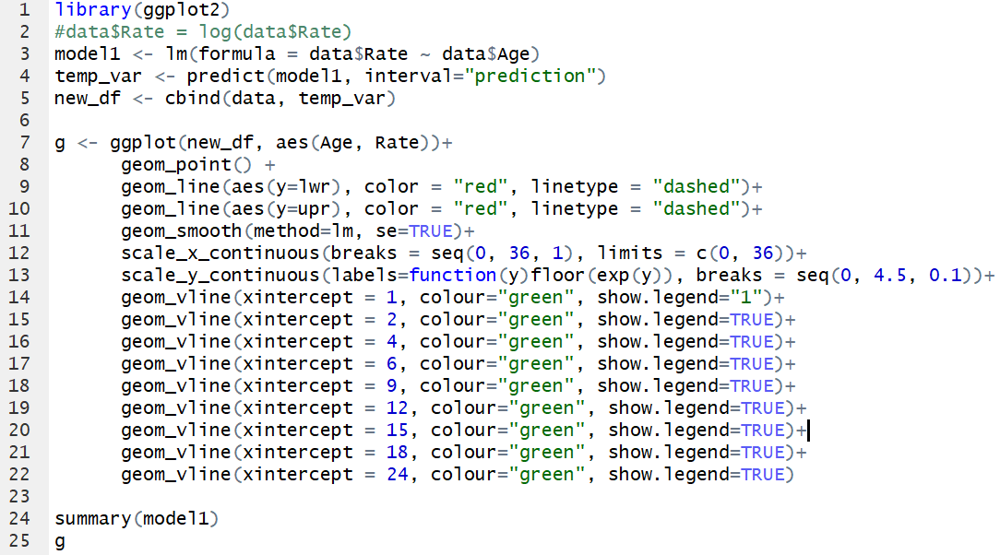 1 library(ggplot2)
2 #data$Rate = log(data$Rate)
3 model1 <- lm(formula = data$Rate ~ data$Age)
4 temp_var <- predict(model1, interval="prediction")
5 new_df <- cbind(data, temp_var)
6
7 g <- ggplot(new_df, aes(Age, Rate))+
8       geom_point() +
9       geom_line(aes(y=lwr), color = "red", linetype = "dashed")+
10       geom_line(aes(y=upr), color = "red", linetype = "dashed")+
11       geom_smooth(method=lm, se=TRUE)+
12       scale_x_continuous(breaks = seq(0, 36, 1), limits = c(0, 36))+
13       scale_y_continuous(labels=function(y)floor(exp(y)), breaks = seq(0, 4.5, 0.1))+
14       geom_vline(xintercept = 1, colour="green", show.legend="1")+
15       geom_vline(xintercept = 2, colour="green", show.legend=TRUE)+
16       geom_vline(xintercept = 4, colour="green", show.legend=TRUE)+
17       geom_vline(xintercept = 6, colour="green", show.legend=TRUE)+
18       geom_vline(xintercept = 9, colour="green", show.legend=TRUE)+
19       geom_vline(xintercept = 12, colour="green", show.legend=TRUE)+
20       geom_vline(xintercept = 15, colour="green", show.legend=TRUE)+
21       geom_vline(xintercept = 18, colour="green", show.legend=TRUE)+
22       geom_vline(xintercept = 24, colour="green", show.legend=TRUE)
23
24 summary(model1)
25 g